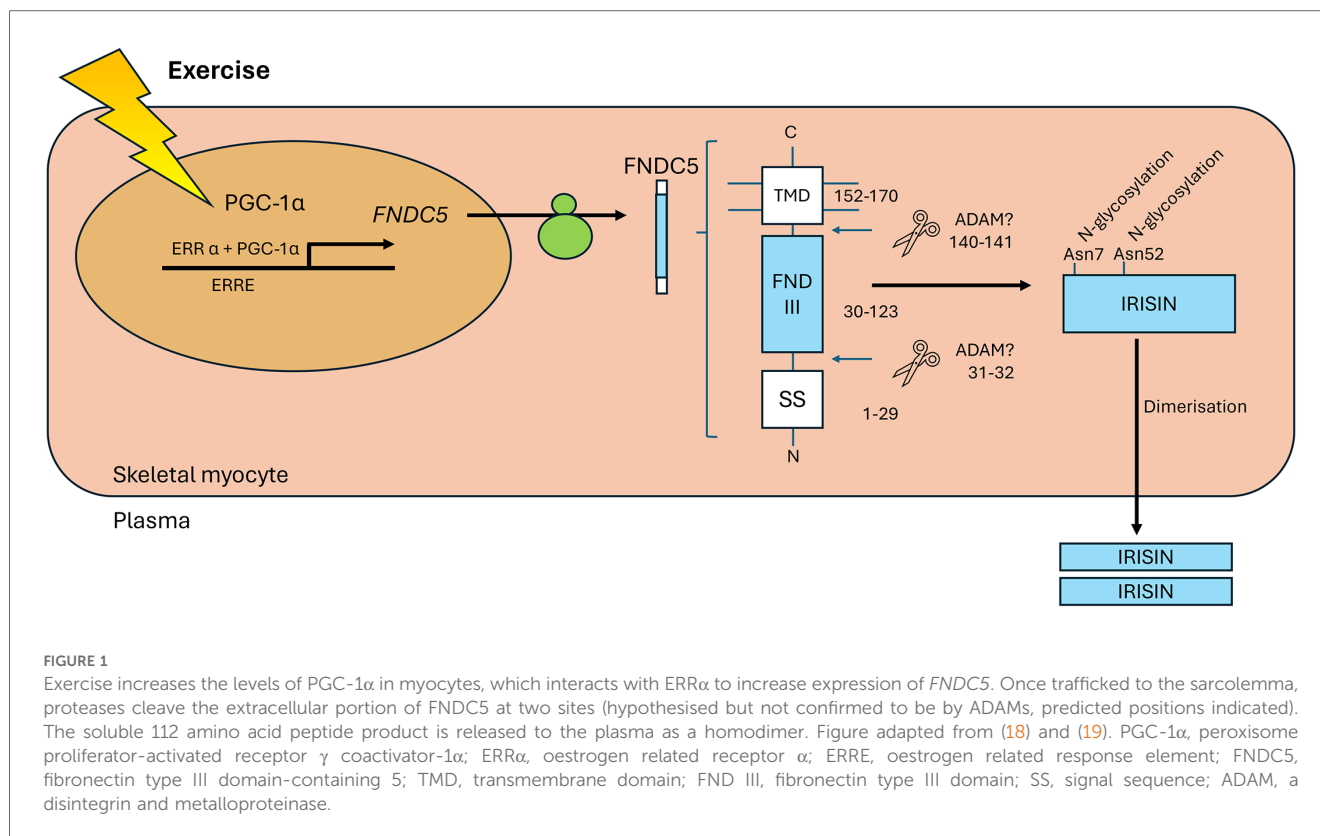 Exercise
PGC-1α
FNDC5
ERR α + PGC-1α
ERRE
FNDC5
C
TMD
152-170
ADAM?
140-141
FND
III
30-123
ADAM?
31-32
SS
1-29
N
N-glycosylation
N-glycosylation
Asn7
Asn52
IRISIN
Dimerisation
Skeletal myocyte
Plasma
IRISIN
IRISIN
FIGURE 1
Exercise increases the levels of PGC-1α in myocytes, which interacts with ERRα to increase expression of FNDC5. Once trafficked to the sarcolemma,
proteases cleave the extracellular portion of FNDC5 at two sites (hypothesised but not confirmed to be by ADAMs, predicted positions indicated).
The soluble 112 amino acid peptide product is released to the plasma as a homodimer. Figure adapted from (18) and (19). PGC-1α, peroxisome
proliferator-activated receptor γ coactivator-1α; ERRα, oestrogen related receptor α; ERRE, oestrogen related response element; FNDC5,
fibronectin type III domain-containing 5; TMD, transmembrane domain; FND III, fibronectin type III domain; SS, signal sequence; ADAM, a
disintegrin and metalloproteinase.